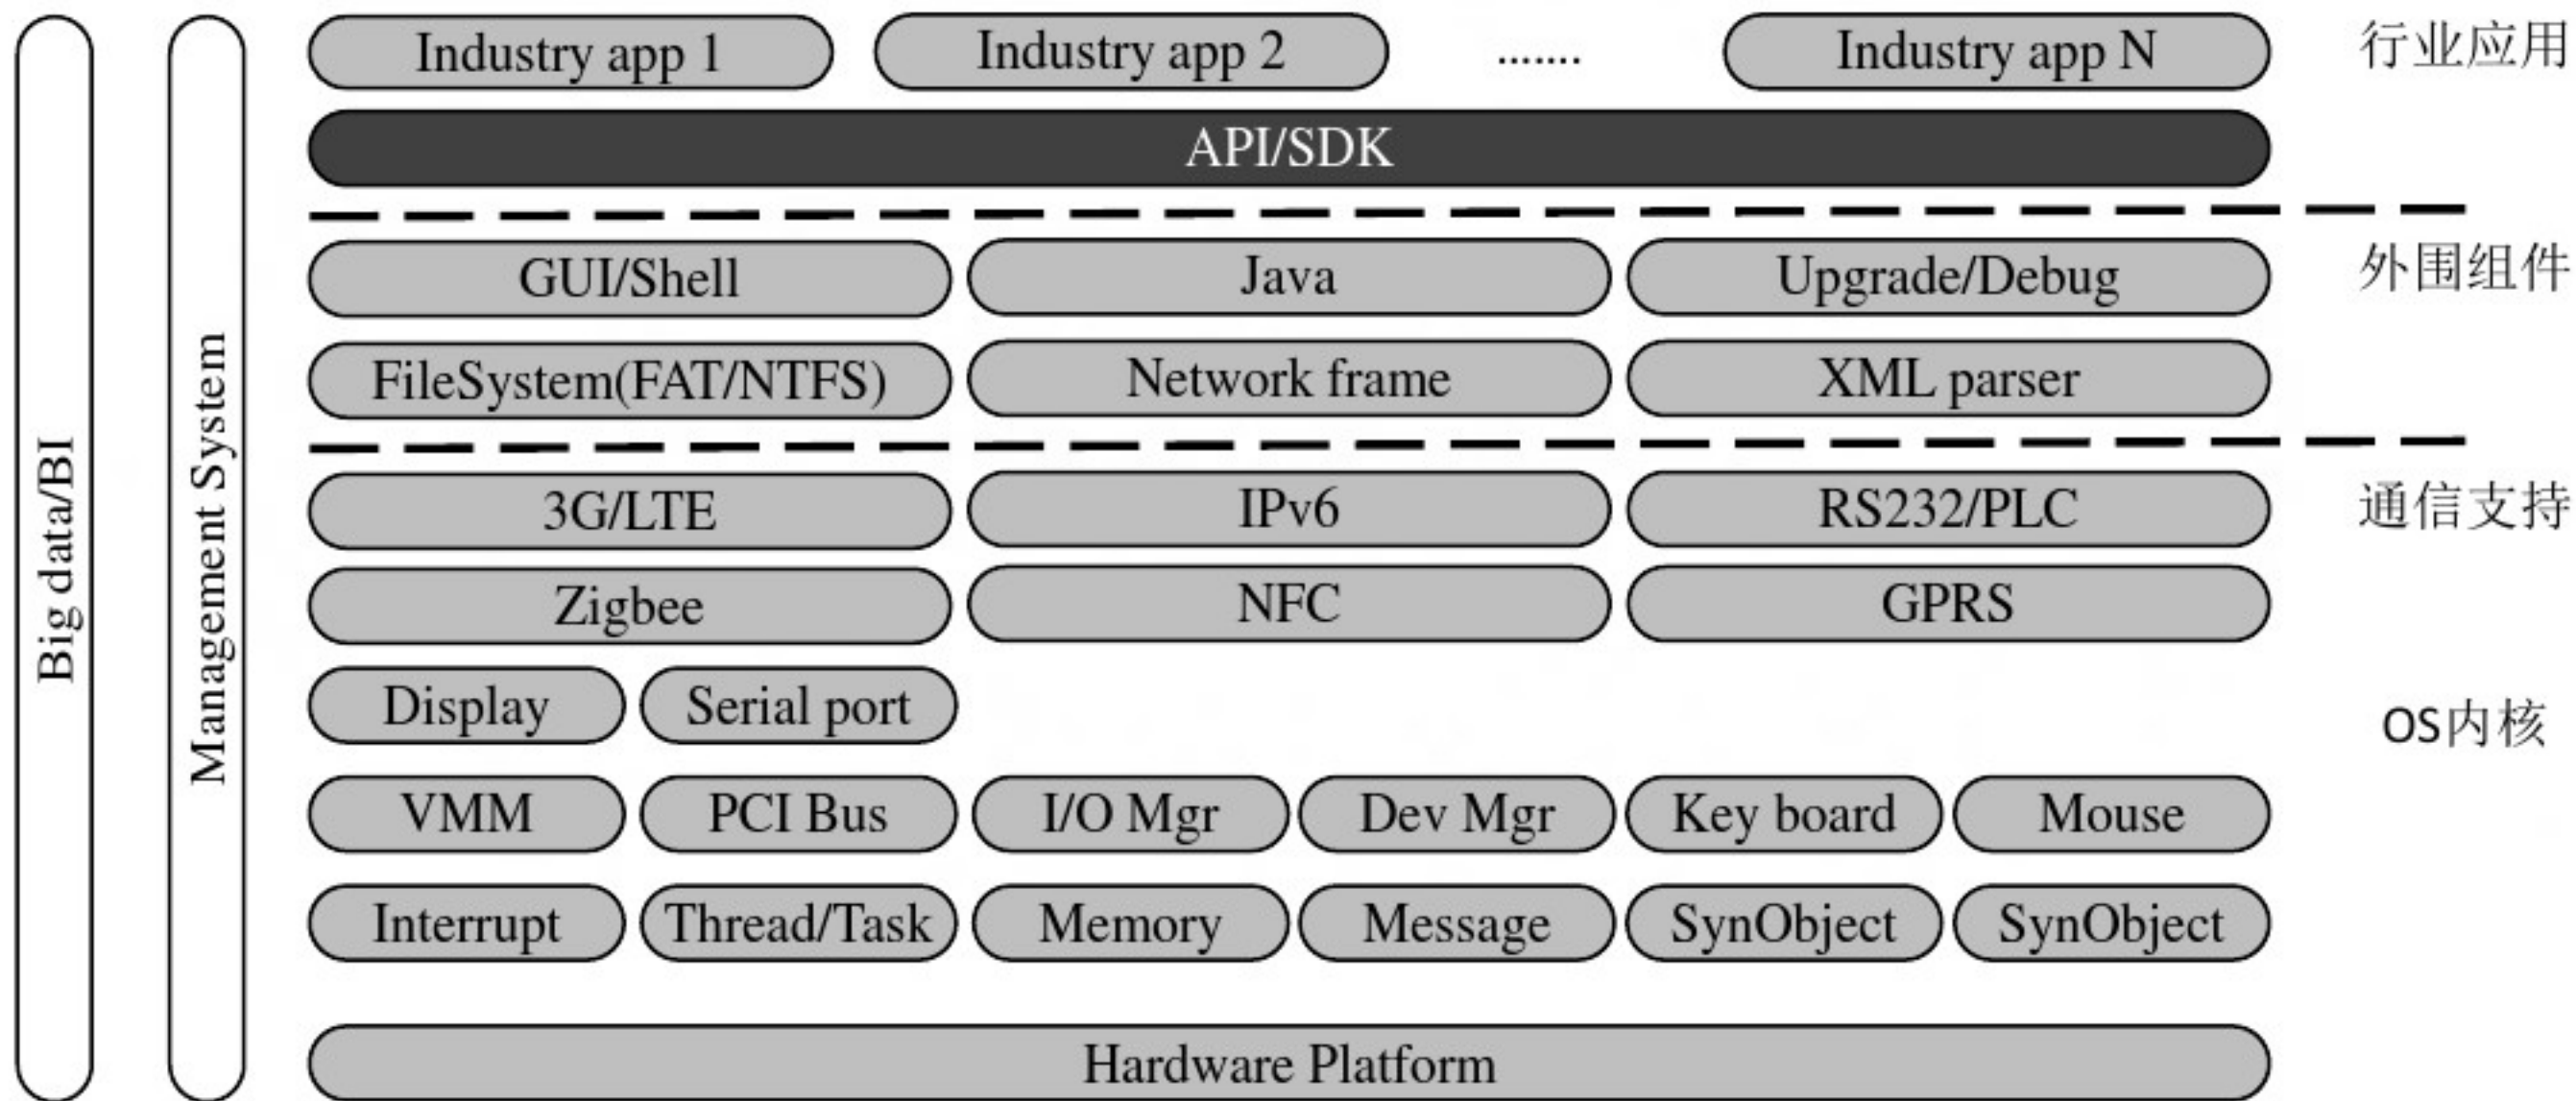 Big data/BI
Management System
Industry app 1 Industry app 2 ....... Industry app N 行业应用
API/SDK
GUI/Shell Java Upgrade/Debug 外围组件
FileSystem(FAT/NTFS) Network frame XML parser
3G/LTE IPv6 RS232/PLC 通信支持
Zigbee NFC GPRS
Display Serial port OS内核
VMM PCI Bus I/O Mgr Dev Mgr Key board Mouse
Interrupt Thread/Task Memory Message SynObject SynObject
Hardware Platform